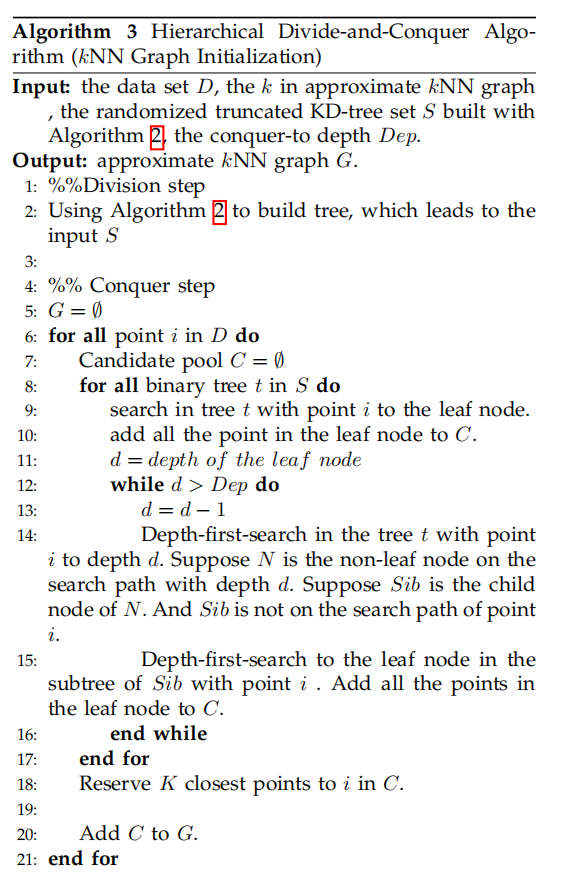 Algorithm 3 Hierarchical Divide-and-Conquer Algo-
rithm (kNN Graph Initialization)
Input: the data set D, the k in approximate kNN graph
, the randomized truncated KD-tree set S built with
Algorithm 2, the conquer-to depth Dep.
Output: approximate kNN graph G.
1: %%Division step
2: Using Algorithm 2 to build tree, which leads to the
input S
3:
4: %% Conquer step
5: G = ∅
6: for all point i in D do
7: Candidate pool C = ∅
8: for all binary tree t in S do
9: search in tree t with point i to the leaf node.
10: add all the point in the leaf node to C.
11: d = depth of the leaf node
12: while d > Dep do
13: d = d − 1
14: Depth-first-search in the tree t with point
i to depth d. Suppose N is the non-leaf node on the
search path with depth d. Suppose Sib is the child
node of N. And Sib is not on the search path of point
i.
15: Depth-first-search to the leaf node in the
subtree of Sib with point i . Add all the points in
the leaf node to C.
16: end while
17: end for
18: Reserve K closest points to i in C.
19:
20: Add C to G.
21: end for